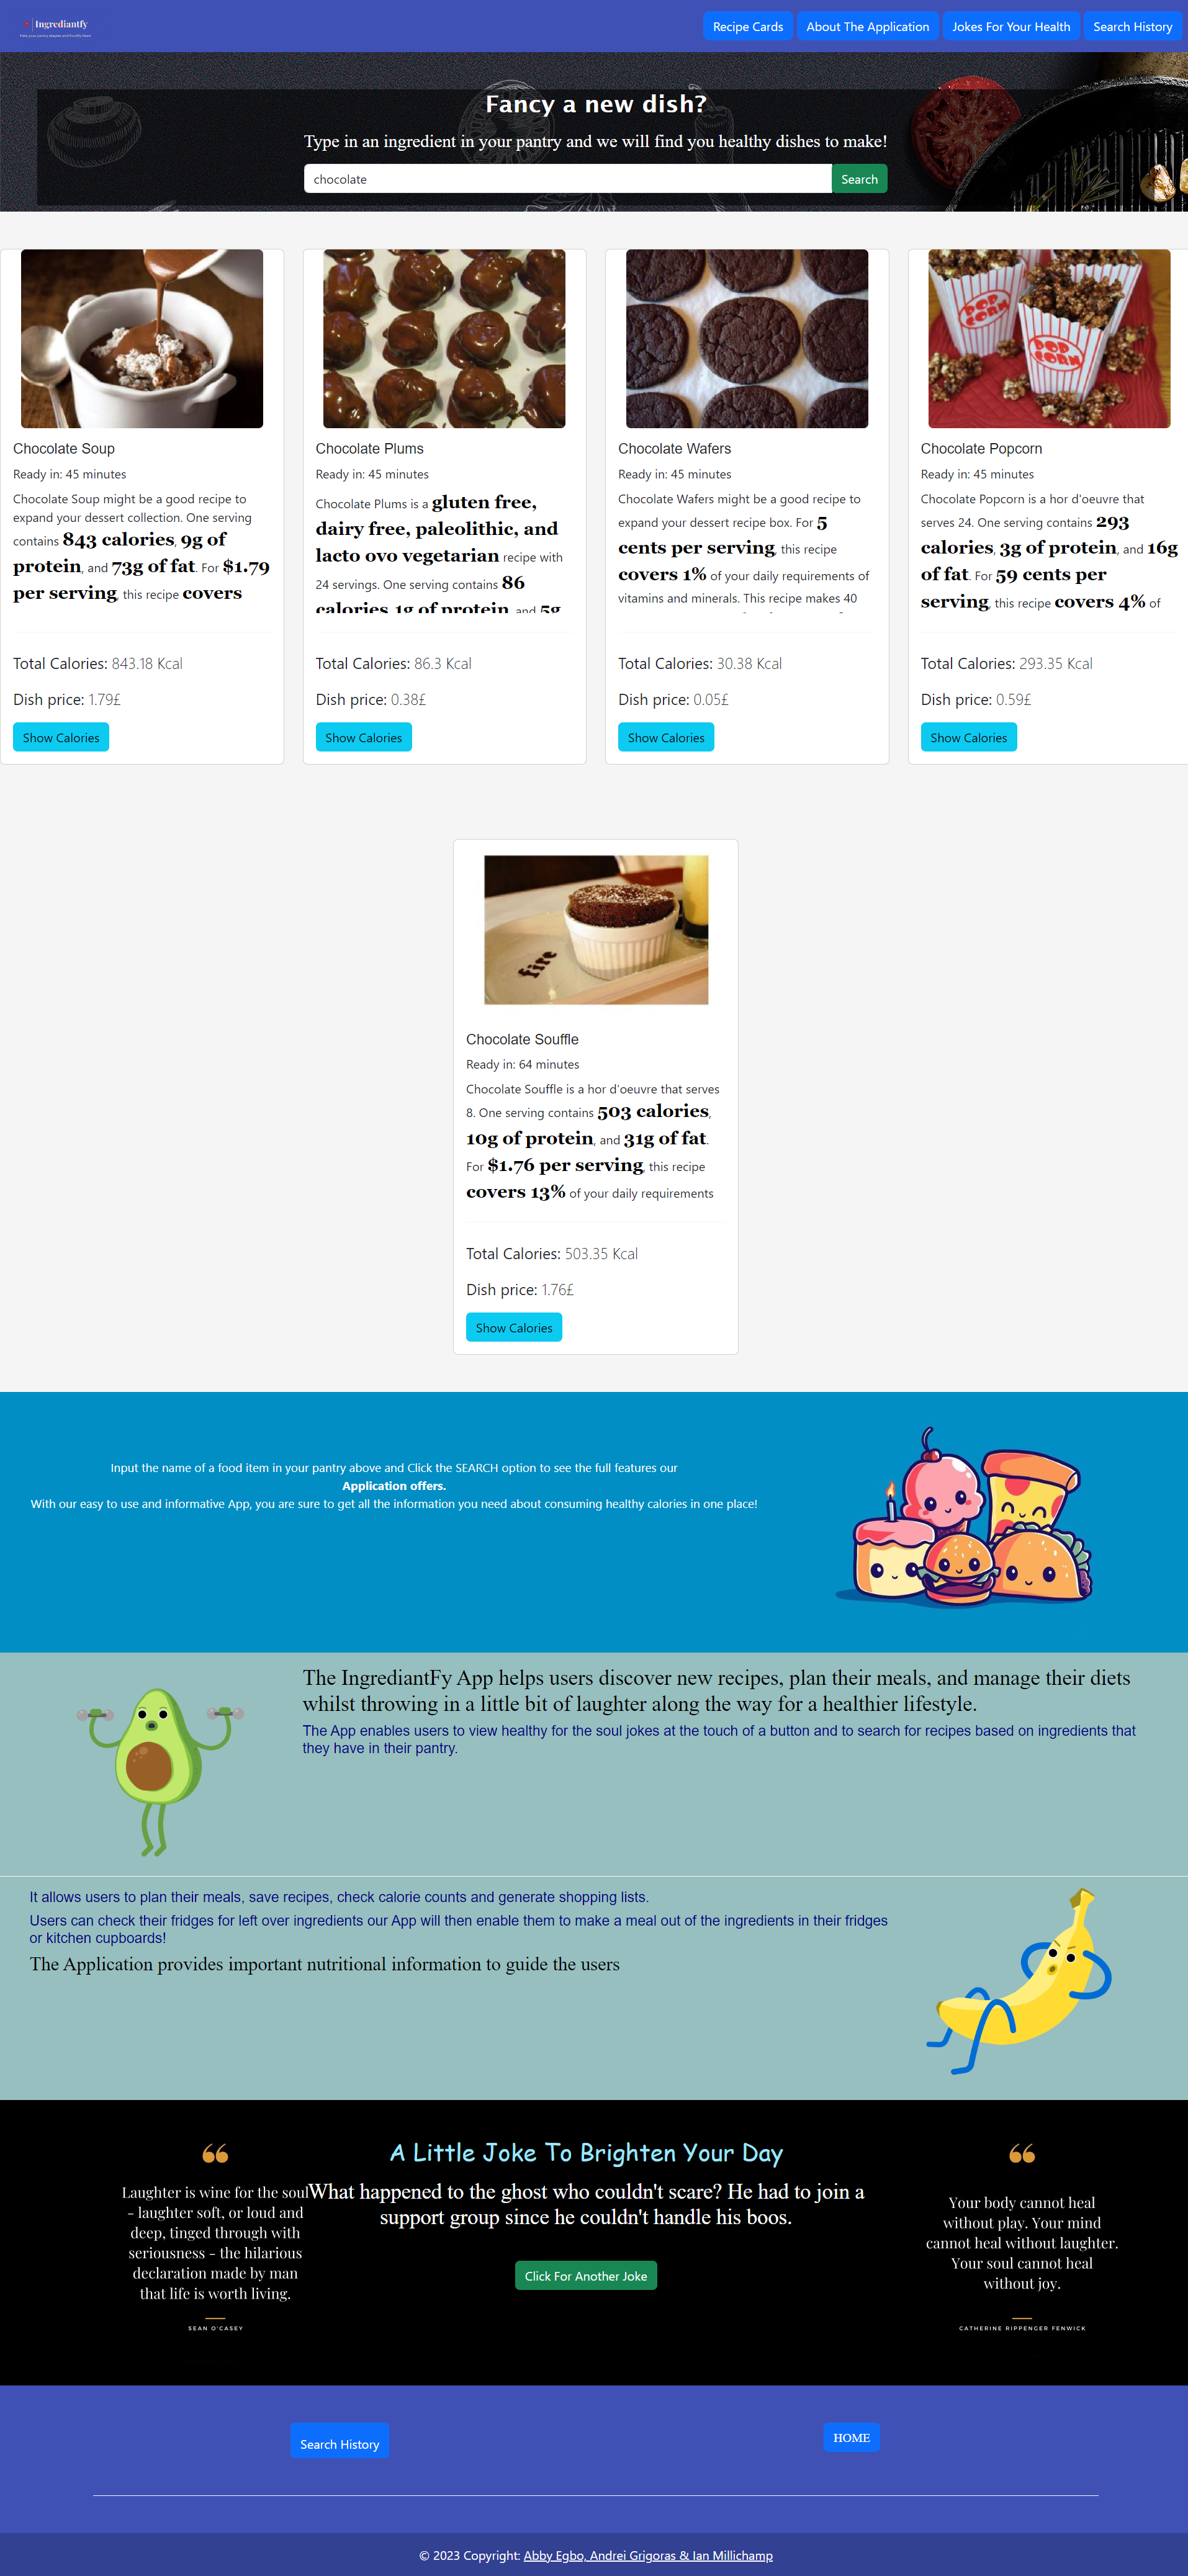 Ingrediantfy
Recipe Cards
About The Application
Jokes For Your Health
Search History
Fancy a new dish?
Type in an ingredient in your pantry and we will find you healthy dishes to make!
chocolate
Search
POP CORN
POP CORN
Chocolate Soup
Ready in: 45 minutes
Chocolate Soup might be a good recipe to
expand your dessert collection. One serving
contains 843 calories, 9g of
protein, and 73g of fat. For $1.79
per serving, this recipe covers
Total Calories: 843.18 Kcal
Dish price: 1.79£
Show Calories
Chocolate Plums
Ready in: 45 minutes
Chocolate Plums is a gluten free,
dairy free, paleolithic, and
lacto ovo vegetarian recipe with
24 servings. One serving contains 86
calories, 1g of protein, and 5g
Total Calories: 86.3 Kcal
Dish price: 0.38£
Show Calories
Chocolate Wafers
Ready in: 45 minutes
Chocolate Wafers might be a good recipe to
expand your dessert recipe box. For 5
cents per serving, this recipe
covers 1% of your daily requirements of
vitamins and minerals. This recipe makes 40
Total Calories: 30.38 Kcal
Dish price: 0.05£
Show Calories
Chocolate Popcorn
Ready in: 45 minutes
Chocolate Popcorn is a hor d'oeuvre that
serves 24. One serving contains 293
calories, 3g of protein, and 16g
of fat. For 59 cents per
serving, this recipe covers 4% of
Total Calories: 293.35 Kcal
Dish price: 0.59£
Show Calories
fire
Chocolate Souffle
Ready in: 64 minutes
Chocolate Souffle is a hor d'oeuvre that serves
8. One serving contains 503 calories,
10g of protein, and 31g of fat.
For $1.76 per serving, this recipe
covers 13% of your daily requirements
Total Calories: 503.35 Kcal
Dish price: 1.76£
Show Calories
Input the name of a food item in your pantry above and Click the SEARCH option to see the full features our
Application offers.
With our easy to use and informative App, you are sure to get all the information you need about consuming healthy calories in one place!
The IngrediantFy App helps users discover new recipes, plan their meals, and manage their diets
whilst throwing in a little bit of laughter along the way for a healthier lifestyle.
The App enables users to view healthy for the soul jokes at the touch of a button and to search for recipes based on ingredients that
they have in their pantry.
It allows users to plan their meals, save recipes, check calorie counts and generate shopping lists.
Users can check their fridges for left over ingredients our App will then enable them to make a meal out of the ingredients in their fridges
or kitchen cupboards!
The Application provides important nutritional information to guide the users
❝
Laughter is wine for the soul
- laughter soft, or loud and
deep, tinged through with
seriousness - the hilarious
declaration made by man
that life is worth living.
SEAN O'CASEY
A Little Joke To Brighten Your Day
What happened to the ghost who couldn't scare? He had to join a
support group since he couldn't handle his boos.
Click For Another Joke
❝
Your body cannot heal
without play. Your mind
cannot heal without laughter.
Your soul cannot heal
without joy.
CATHERINE RIPPENGER FENWICK
Search History
HOME
© 2023 Copyright: Abby Egbo, Andrei Grigoras & Ian Millichamp